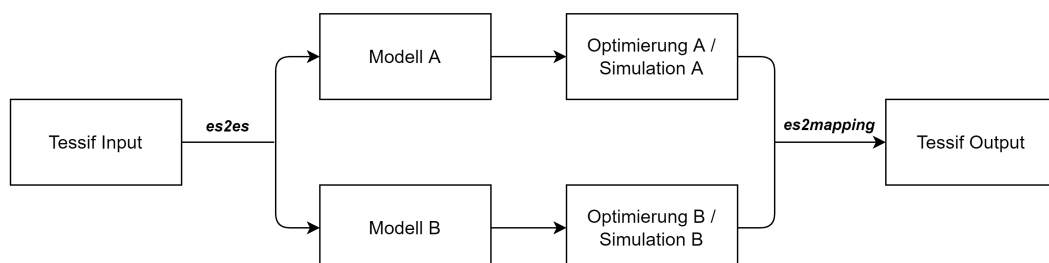 Tessif Input
es2es
Modell A
Optimierung A /
Simulation A
Modell B
Optimierung B /
Simulation B
es2mapping
Tessif Output